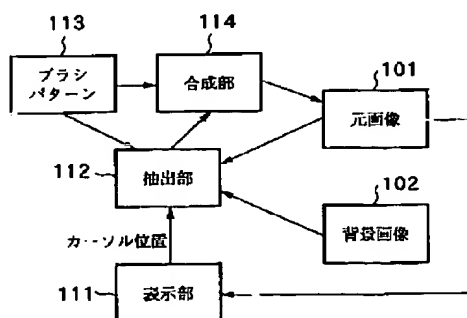 113
114
ブラシ
パターン
合成部
101
元画像
112
抽出部
102
背景画像
カーソル位置
111
表示部